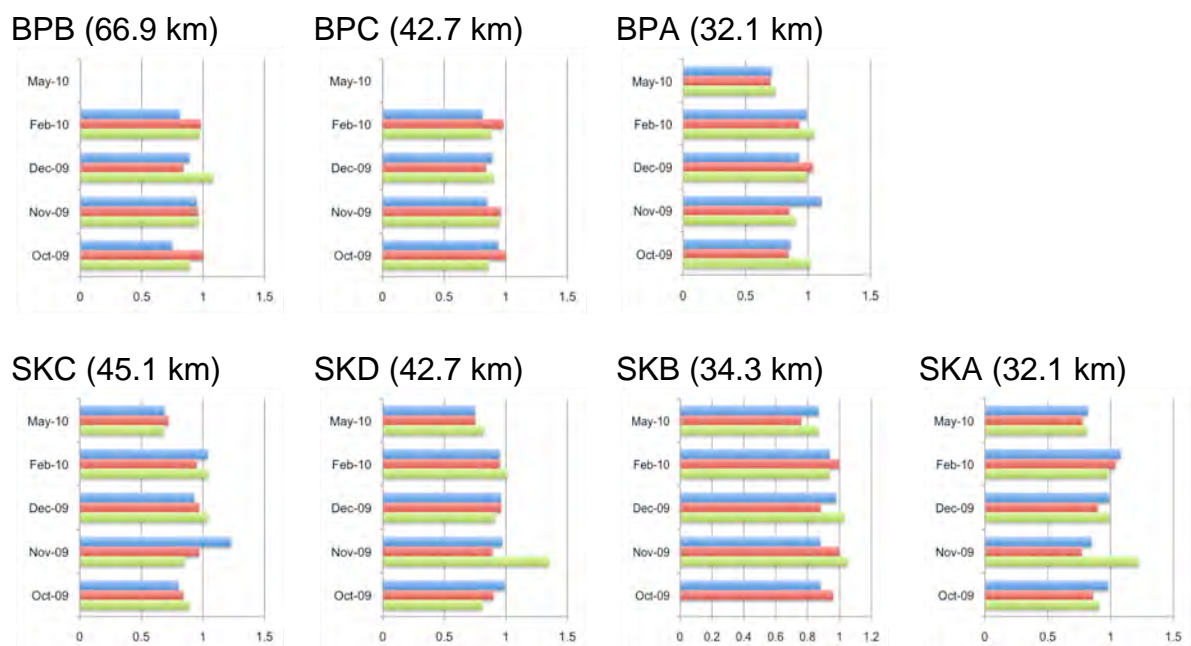 BPB (66.9 km)
May-10
Feb-10
Dec-09
Nov-09
Oct-09
0 0.5 1 1.5
BPC (42.7 km)
May-10
Feb-10
Dec-09
Nov-09
Oct-09
0 0.5 1 1.5
BPA (32.1 km)
May-10
Feb-10
Dec-09
Nov-09
Oct-09
0 0.5 1 1.5
SKC (45.1 km)
May-10
Feb-10
Dec-09
Nov-09
Oct-09
0 0.5 1 1.5
SKD (42.7 km)
May-10
Feb-10
Dec-09
Nov-09
Oct-09
0 0.5 1 1.5
SKB (34.3 km)
May-10
Feb-10
Dec-09
Nov-09
Oct-09
0 0.2 0.4 0.6 0.8 1 1.2
SKA (32.1 km)
May-10
Feb-10
Dec-09
Nov-09
Oct-09
0 0.5 1 1.5